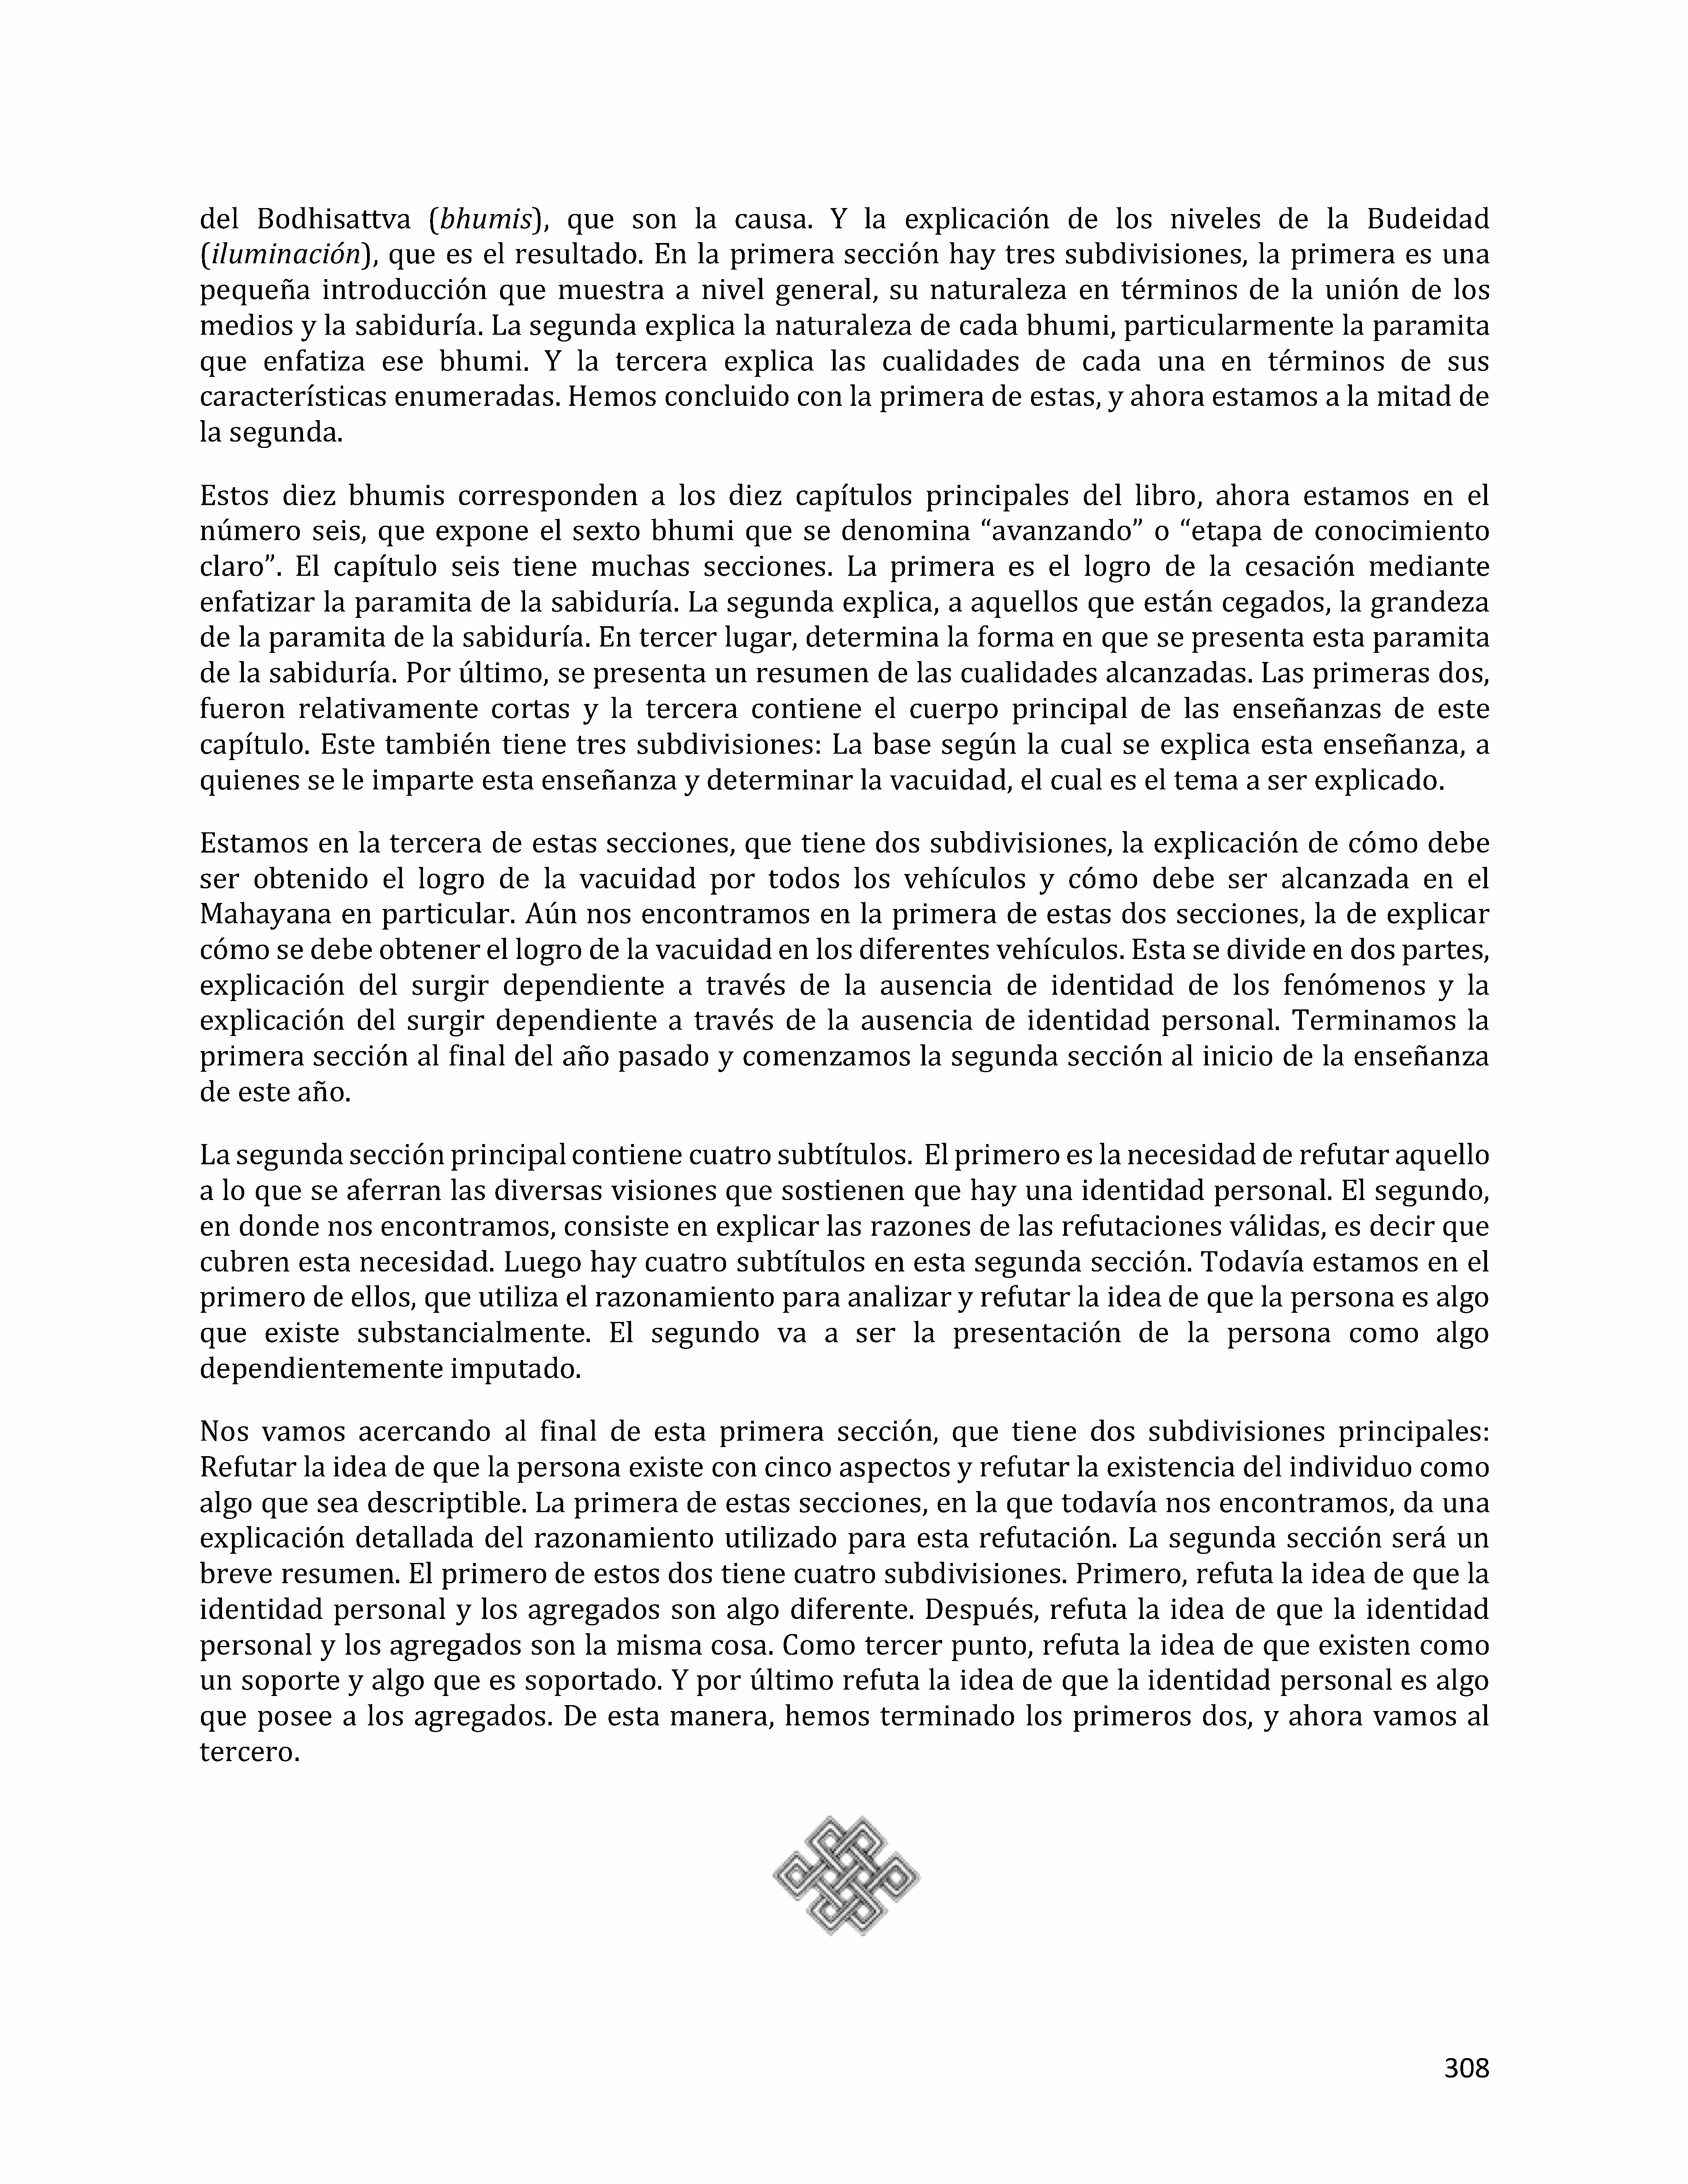 del Bodhisattva (bhumis), que son la causa. Y la explicación de los niveles de la Budeidad
(iluminación), que es el resultado. En la primera sección hay tres subdivisiones, la primera es una
pequeña introducción que muestra a nivel general, su naturaleza en términos de la unión de los
medios y la sabiduría. La segunda explica la naturaleza de cada bhumi, particularmente la paramita
que enfatiza ese bhumi. Y la tercera explica las cualidades de cada una en términos de sus
características enumeradas. Hemos concluido con la primera de estas, y ahora estamos a la mitad de
la segunda.
Estos diez bhumis corresponden a los diez capítulos principales del libro, ahora estamos en el
número seis, que expone el sexto bhumi que se denomina “avanzando” o “etapa de conocimiento
claro”. El capítulo seis tiene muchas secciones. La primera es el logro de la cesación mediante
enfatizar la paramita de la sabiduría. La segunda explica, a aquellos que están cegados, la grandeza
de la paramita de la sabiduría. En tercer lugar, determina la forma en que se presenta esta paramita
de la sabiduría. Por último, se presenta un resumen de las cualidades alcanzadas. Las primeras dos,
fueron relativamente cortas y la tercera contiene el cuerpo principal de las enseñanzas de este
capítulo. Este también tiene tres subdivisiones: La base según la cual se explica esta enseñanza, a
quienes se le imparte esta enseñanza y determinar la vacuidad, el cual es el tema a ser explicado.
Estamos en la tercera de estas secciones, que tiene dos subdivisiones, la explicación de cómo debe
ser obtenido el logro de la vacuidad por todos los vehículos y cómo debe ser alcanzada en el
Mahayana en particular. Aún nos encontramos en la primera de estas dos secciones, la de explicar
cómo se debe obtener el logro de la vacuidad en los diferentes vehículos. Esta se divide en dos partes,
explicación del surgir dependiente a través de la ausencia de identidad de los fenómenos y la
explicación del surgir dependiente a través de la ausencia de identidad personal. Terminamos la
primera sección al final del año pasado y comenzamos la segunda sección al inicio de la enseñanza
de este año.
La segunda sección principal contiene cuatro subtítulos.  El primero es la necesidad de refutar aquello
a lo que se aferran las diversas visiones que sostienen que hay una identidad personal. El segundo,
en donde nos encontramos, consiste en explicar las razones de las refutaciones válidas, es decir que
cubren esta necesidad. Luego hay cuatro subtítulos en esta segunda sección. Todavía estamos en el
primero de ellos, que utiliza el razonamiento para analizar y refutar la idea de que la persona es algo
que existe substancialmente. El segundo va a ser la presentación de la persona como algo
dependientemente imputado.
Nos vamos acercando al final de esta primera sección, que tiene dos subdivisiones principales:
Refutar la idea de que la persona existe con cinco aspectos y refutar la existencia del individuo como
algo que sea descriptible. La primera de estas secciones, en la que todavía nos encontramos, da una
explicación detallada del razonamiento utilizado para esta refutación. La segunda sección será un
breve resumen. El primero de estos dos tiene cuatro subdivisiones. Primero, refuta la idea de que la
identidad personal y los agregados son algo diferente. Después, refuta la idea de que la identidad
personal y los agregados son la misma cosa. Como tercer punto, refuta la idea de que existen como
un soporte y algo que es soportado. Y por último refuta la idea de que la identidad personal es algo
que posee a los agregados. De esta manera, hemos terminado los primeros dos, y ahora vamos al
tercero.
308